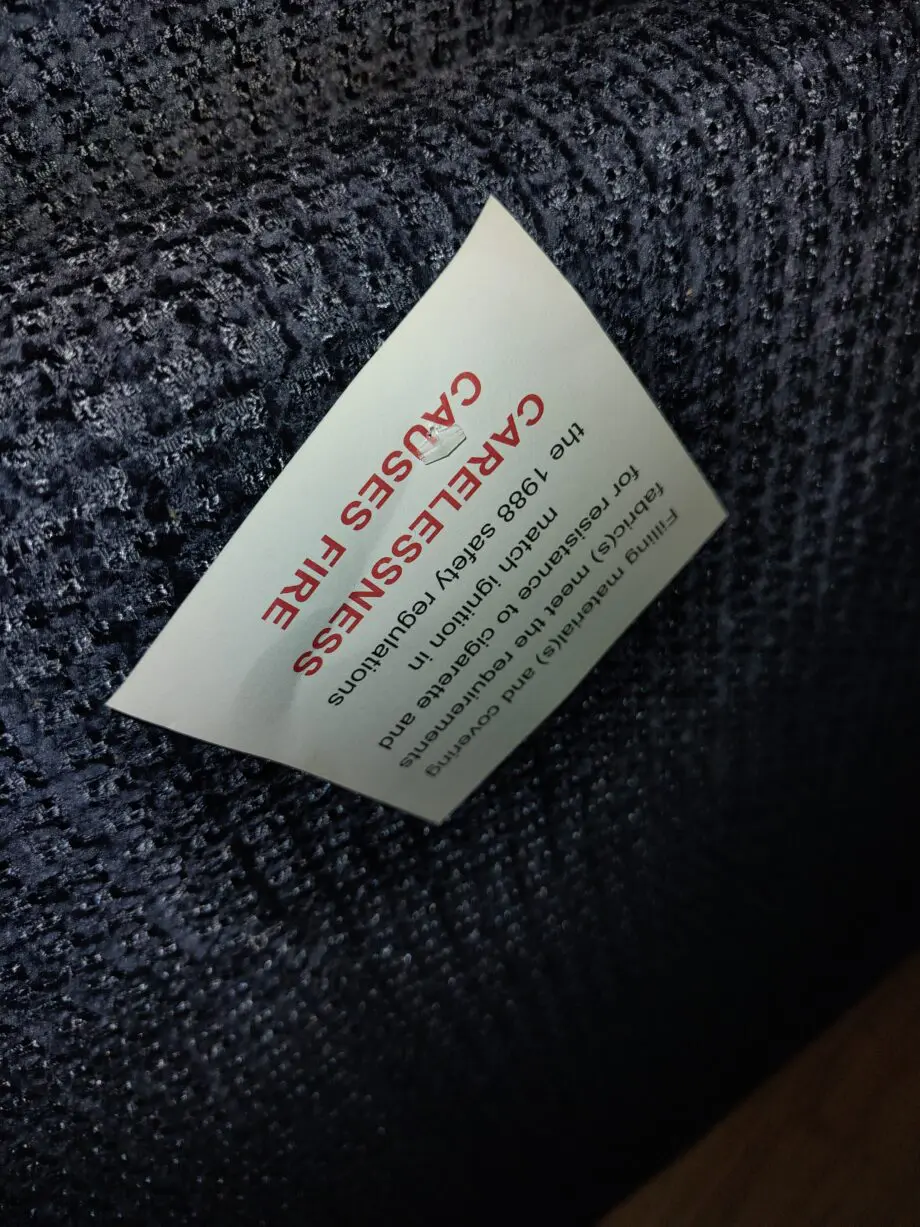 Filling material(s) and covering
fabric(s) meet the requirements
for resistance to cigarette and
match ignition in
the 1988 safety regulations
CARELESSNESS
CAUSES FIRE